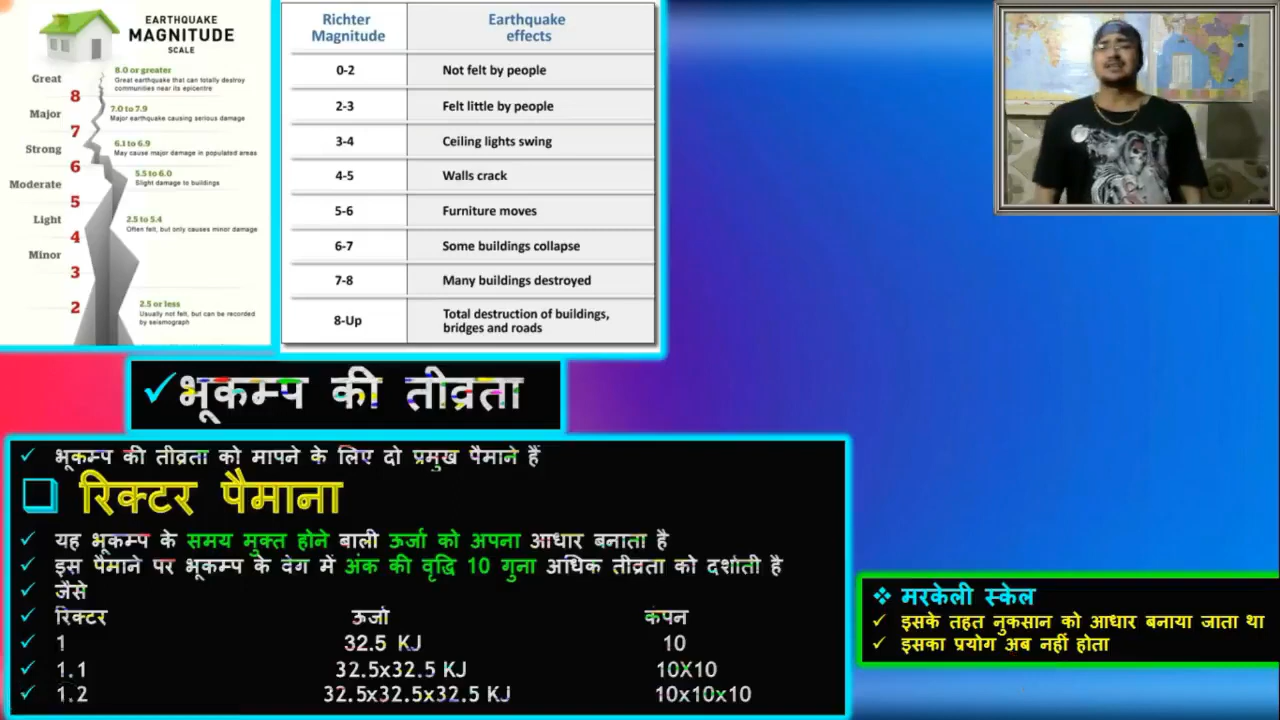 EARTHQUAKE
MAGNITUDE
SCALE
Great
8.0 or greater
Great earthquake that can totally destroy
communities near its epicentre
8
Major
7.0 to 7.9
Major earthquake causing serious damage
7
Strong
6.1 to 6.9
May cause major damage in populated areas
6
Moderate
5.5 to 6.0
Slight damage to buildings
5
Light
2.5 to 5.4
Often felt, but only causes minor damage
4
Minor
3
2.5 or less
Usually not felt, but can be recorded
by seismograph
2
Richter Magnitude Earthquake effects
0-2 Not felt by people
2-3 Felt little by people
3-4 Ceiling lights swing
4-5 Walls crack
5-6 Furniture moves
6-7 Some buildings collapse
7-8 Many buildings destroyed
8-Up Total destruction of buildings,
bridges and roads
भूकम्प की तीव्रता
भूकम्प की तीव्रता को मापने के लिए दो प्रमुख पैमाने हैं
रिक्टर पैमाना
यह भूकम्प के समय मुक्त होने बाली ऊर्जा को अपना आधार बनाता है
इस पैमाने पर भूकम्प के वेग में अंक की वृद्धि 10 गुना अधिक तीव्रता को दर्शाती है
जैसे
रिक्टर ऊर्जा कंपन
1 32.5 KJ 10
1.1 32.5x32.5 KJ 10X10
1.2 32.5x32.5x32.5 KJ 10x10x10
मरकेली स्केल
इसके तहत नुकसान को आधार बनाया जाता था
इसका प्रयोग अब नहीं होता